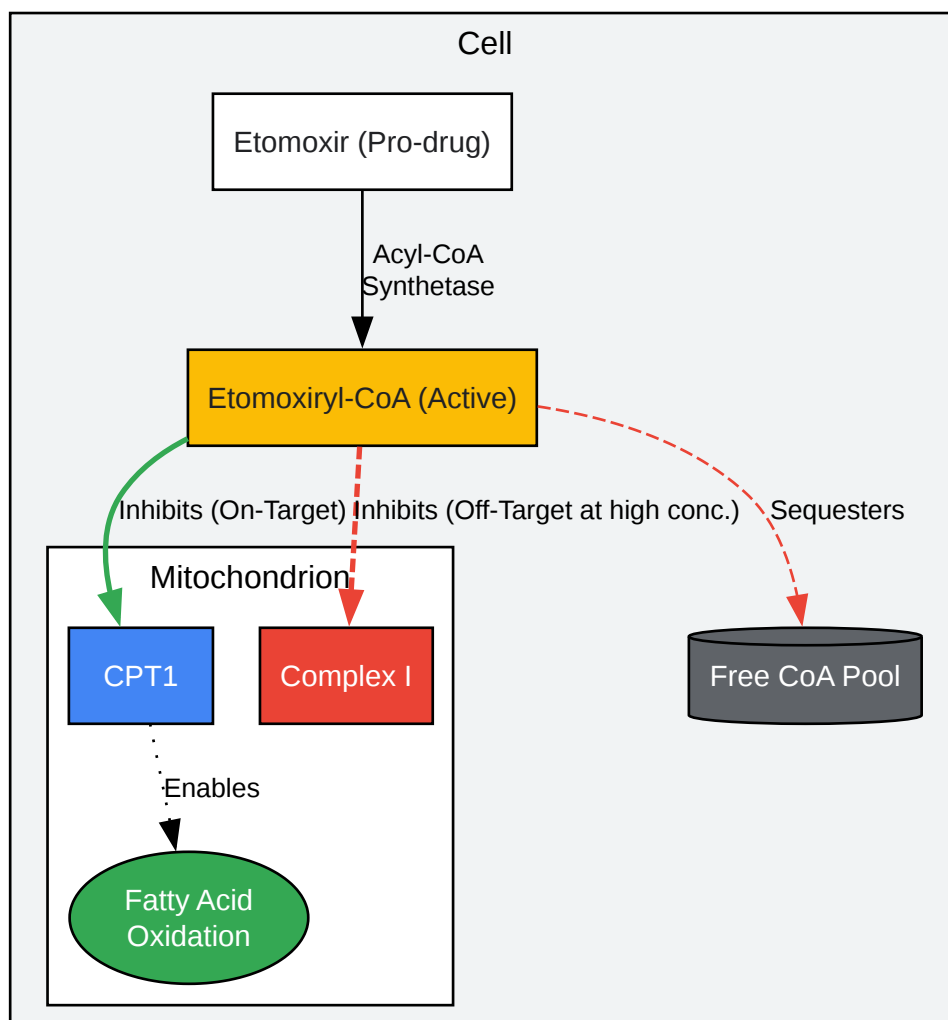 Cell
Etomoxir (Pro-drug)
Acyl-CoA
Synthetase
Etomoxiryl-CoA (Active)
Inhibits (On-Target)
Inhibits (Off-Target at high conc.)
Sequesters
Mitochondrion
CPT1
Complex I
Free CoA Pool
Enables
Fatty Acid
Oxidation